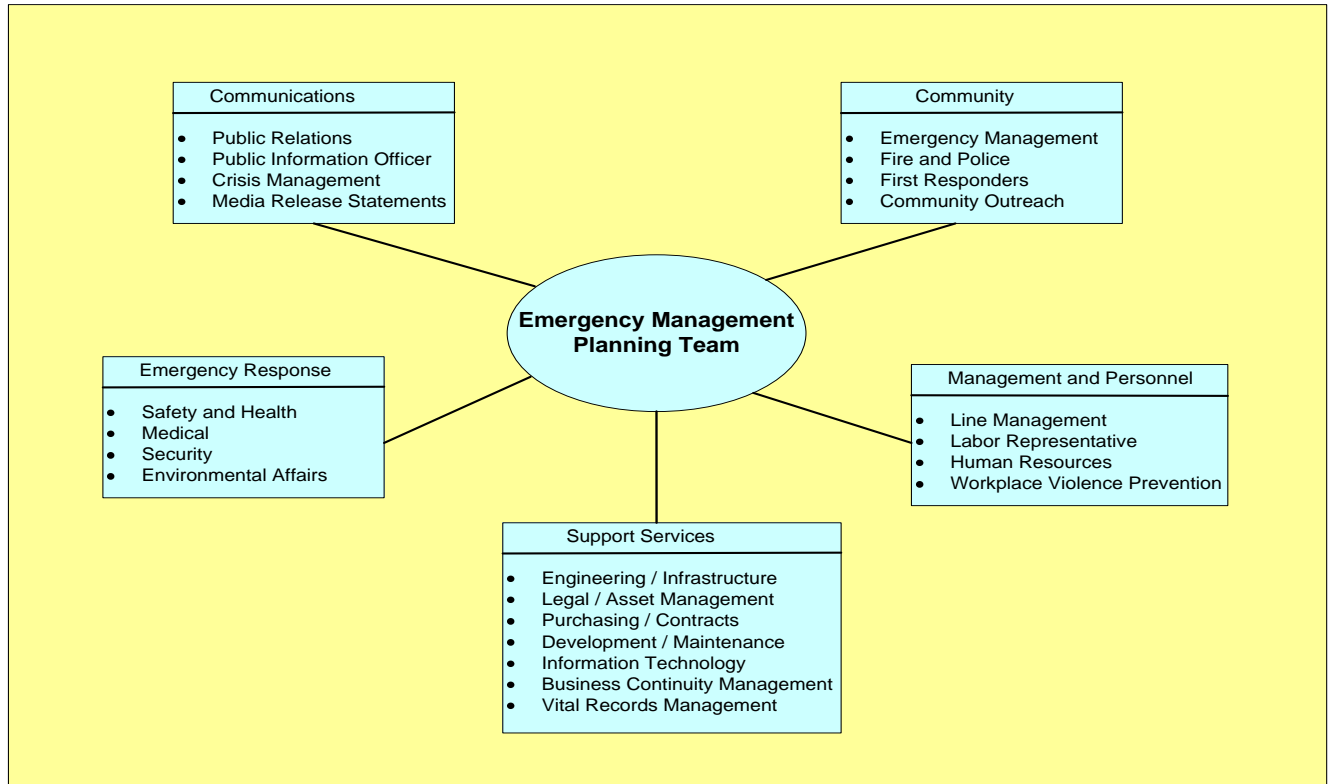 Communications
• Public Relations
• Public Information Officer
• Crisis Management
• Media Release Statements
Community
• Emergency Management
• Fire and Police
• First Responders
• Community Outreach
Emergency Management
Planning Team
Emergency Response
• Safety and Health
• Medical
• Security
• Environmental Affairs
Management and Personnel
• Line Management
• Labor Representative
• Human Resources
• Workplace Violence Prevention
Support Services
• Engineering / Infrastructure
• Legal / Asset Management
• Purchasing / Contracts
• Development / Maintenance
• Information Technology
• Business Continuity Management
• Vital Records Management